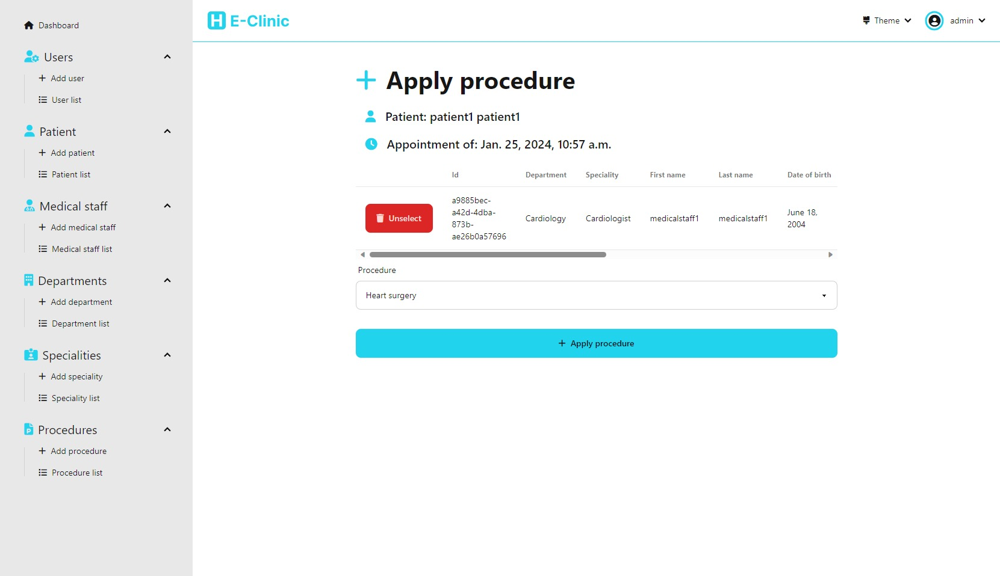 Dashboard
Users
Add user
User list
Patient
Add patient
Patient list
Medical staff
Add medical staff
Medical staff list
Departments
Add department
Department list
Specialities
Add speciality
Speciality list
Procedures
Add procedure
Procedure list
H E-Clinic
Theme
admin
Apply procedure
Patient: patient1 patient1
Appointment of: Jan. 25, 2024, 10:57 a.m.
Id Department Speciality First name Last name Date of birth
Unselect
a9885bec-
a42d-4dba-
873b-
ae26b0a57696
Cardiology Cardiologist medicalstaff1 medicalstaff1
June 18,
2004
Procedure
Heart surgery
Apply procedure